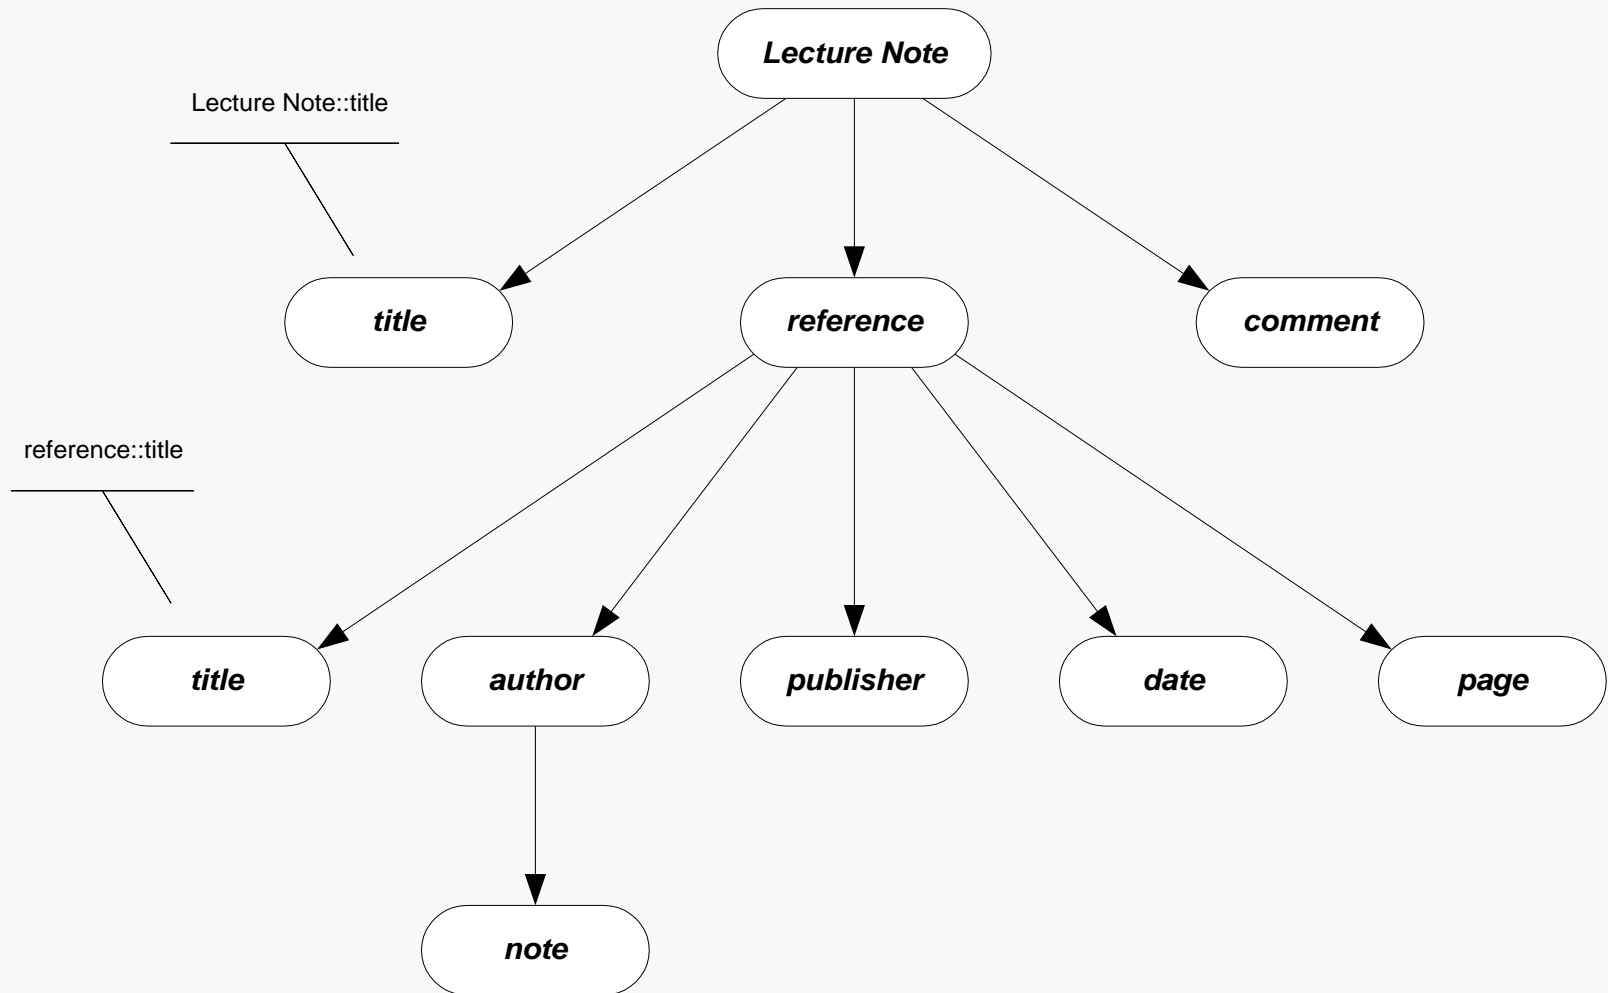 Lecture Note
Lecture Note::title
title
reference
comment
reference::title
title
author
publisher
date
page
note